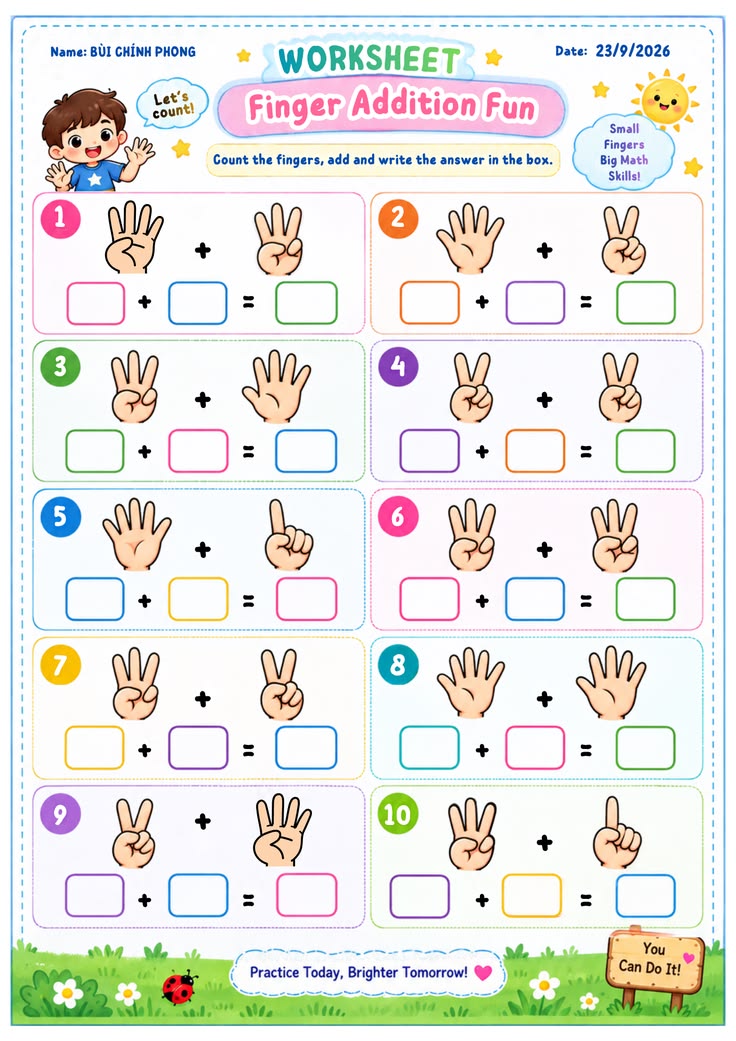 Name: BÙI CHÍNH PHONG
Date: 23/9/2026
WORKSHEET
Finger Addition Fun
Let's
count!
Count the fingers, add and write the answer in the box.
Small
Fingers
Big Math
Skills!
1
+
+ =
2
+
+ =
3
+
+ =
4
+
+ =
5
+
+ =
6
+
+ =
7
+
+ =
8
+
+ =
9
+
+ =
10
+
+ =
Practice Today, Brighter Tomorrow!
You
Can Do It!